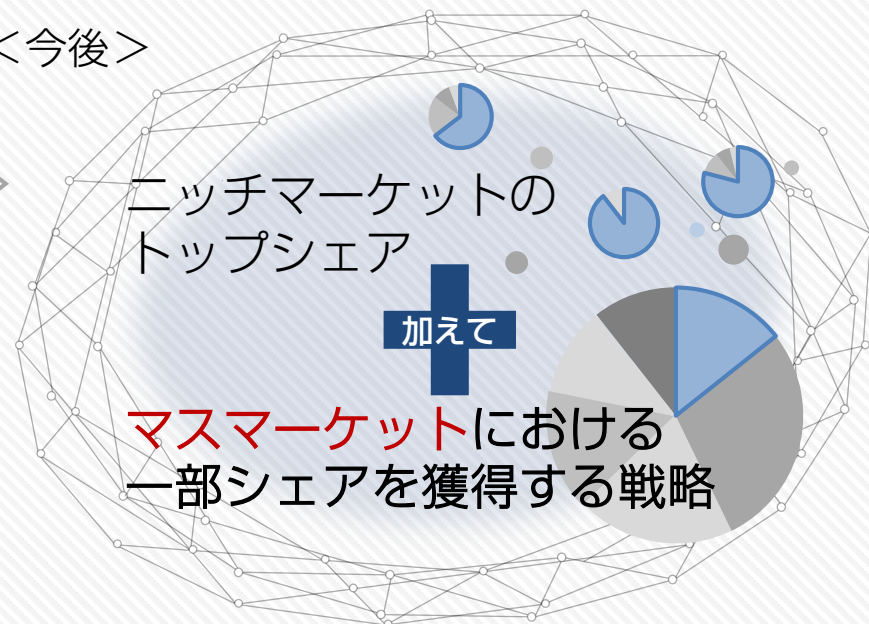 ＜今後＞
ニッチマーケットの
トップシェア
加えて
マスマーケットにおける
一部シェアを獲得する戦略